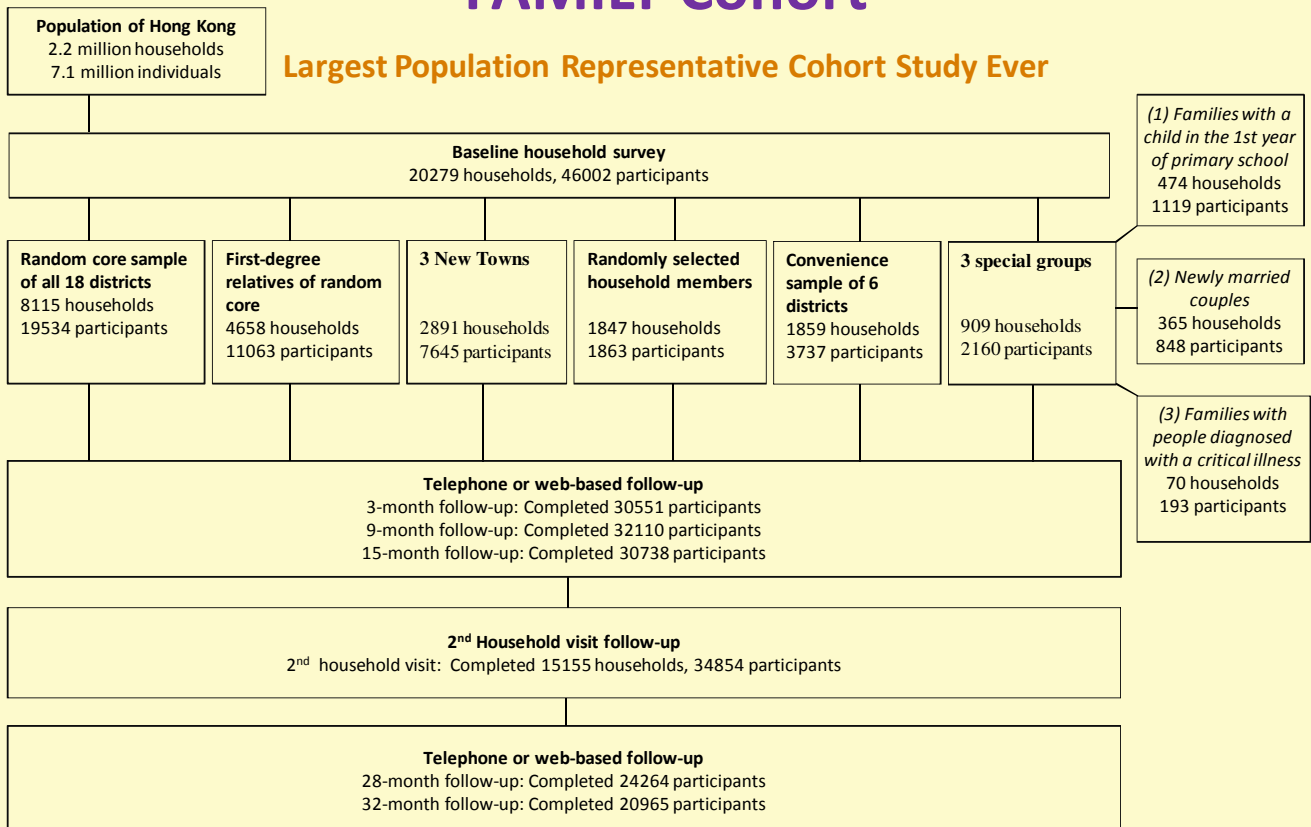 FAMILY Cohort
Largest Population Representative Cohort Study Ever
Population of Hong Kong
2.2 million households
7.1 million individuals
Baseline household survey
20279 households, 46002 participants
Random core sample
of all 18 districts
8115 households
19534 participants
First-degree
relatives of random
core
4658 households
11063 participants
3 New Towns
2891 households
7645 participants
Randomly selected
household members
1847 households
1863 participants
Convenience
sample of 6
districts
1859 households
3737 participants
3 special groups
909 households
2160 participants
(1) Families with a
child in the 1st year
of primary school
474 households
1119 participants
(2) Newly married
couples
365 households
848 participants
(3) Families with
people diagnosed
with a critical illness
70 households
193 participants
Telephone or web-based follow-up
3-month follow-up: Completed 30551 participants
9-month follow-up: Completed 32110 participants
15-month follow-up: Completed 30738 participants
2nd Household visit follow-up
2nd household visit: Completed 15155 households, 34854 participants
Telephone or web-based follow-up
28-month follow-up: Completed 24264 participants
32-month follow-up: Completed 20965 participants